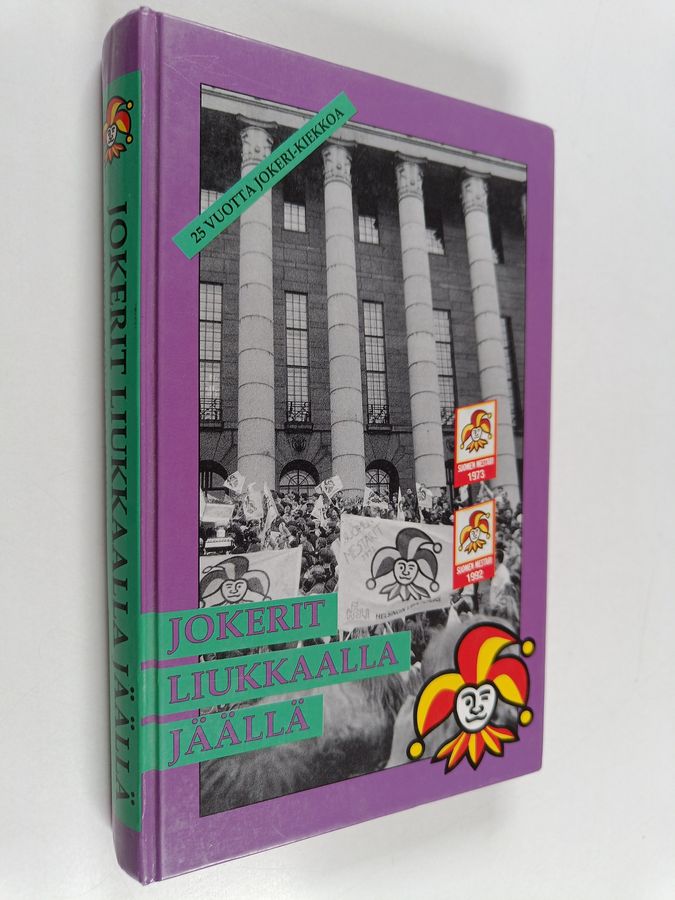 JOKERIT LIUKKAALLA JÄÄLLÄ
25 VUOTTA JOKERI-KIEKKOA
SUOMEN MESTARI
1973
SUOMEN MESTARI
1992
JOKERIT
LIUKKAALLA
JÄÄLLÄ